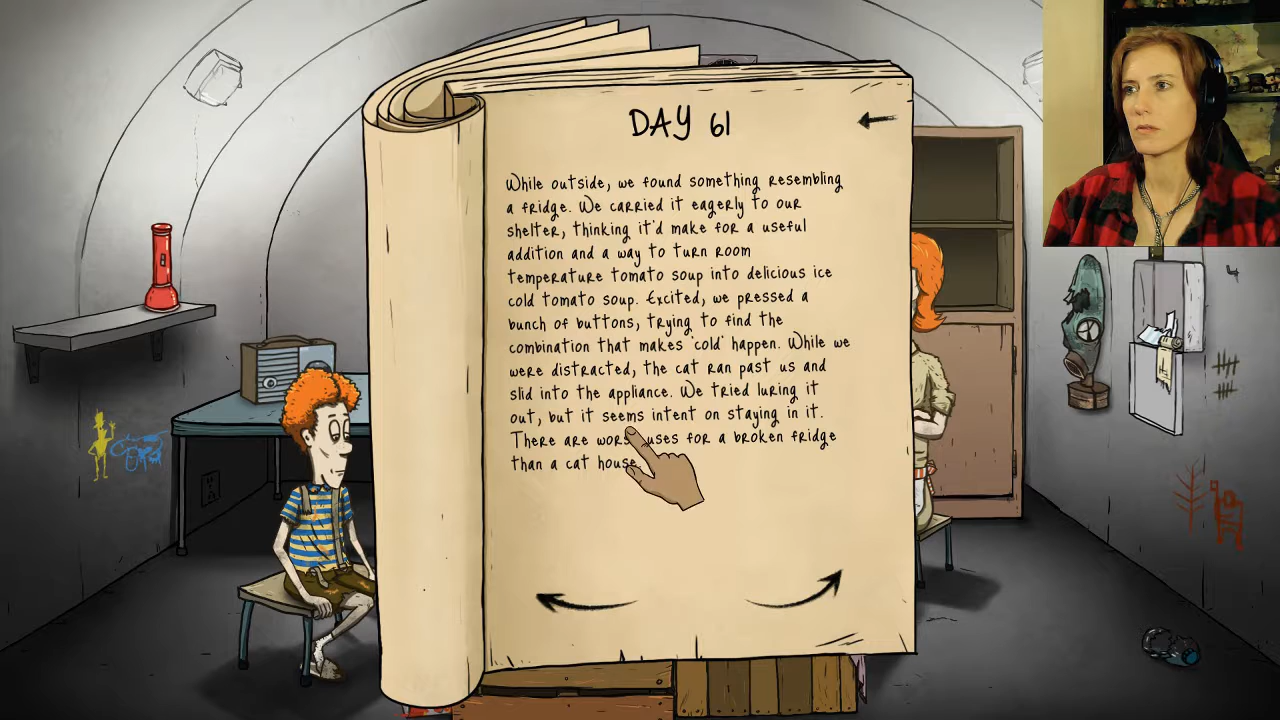 DAY 61
While outside, we found something resembling
a fridge. We carried it eagerly to our
shelter, thinking it'd make for a useful
addition and a way to turn room
temperature tomato soup into delicious ice
cold tomato soup. Excited, we pressed a
bunch of buttons, trying to find the
combination that makes 'cold' happen. While we
were distracted, the cat ran past us and
slid into the appliance. We tried luring it
out, but it seems intent on staying in it.
There are uses for a broken fridge
than a cat house